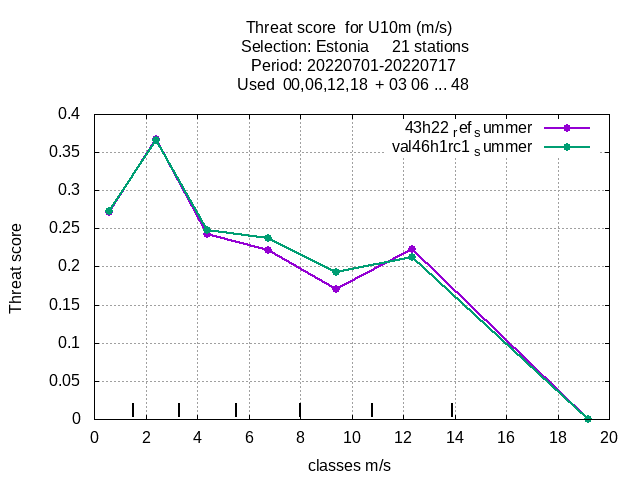 Threat score  for U10m (m/s)
Selection: Estonia     21 stations
Period: 20220701-20220717
Used  00,06,12,18  + 03 06 ... 48
43h22 ref summer
val46h1rc1 summer
0.4
0.35
0.3
0.25
0.2
0.15
0.1
0.05
0
Threat score
0 2 4 6 8 10 12 14 16 18 20
classes m/s